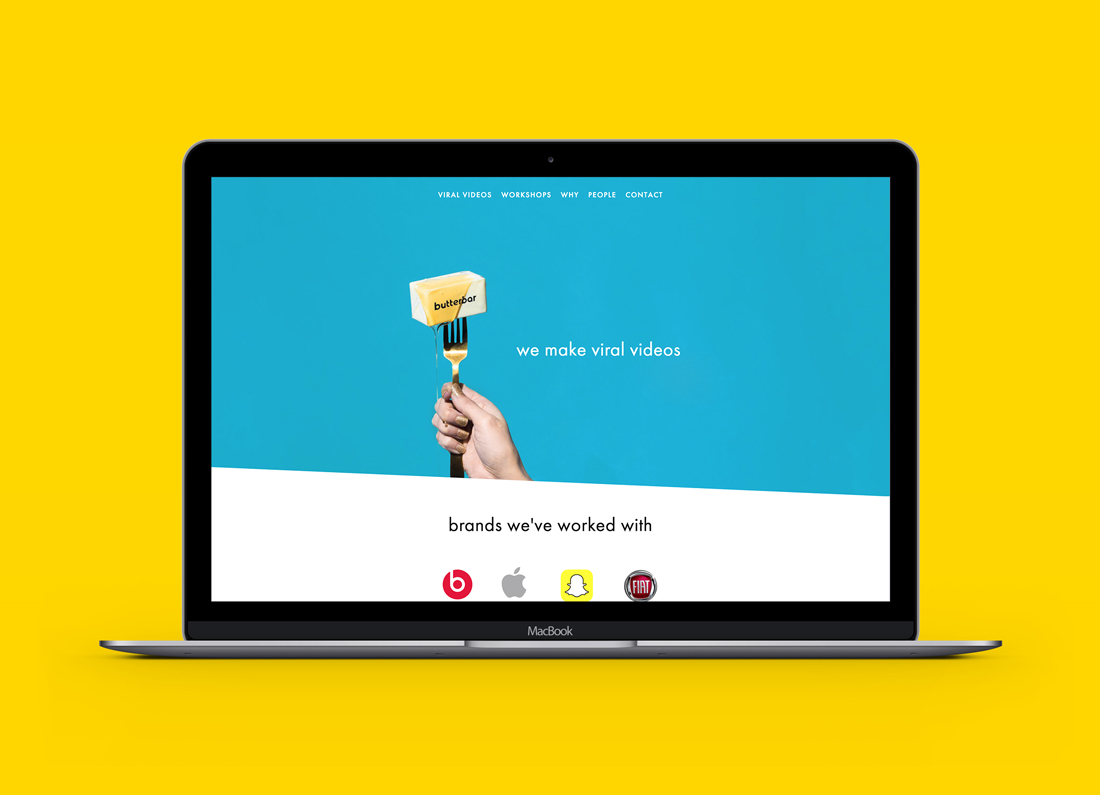 VIRAL VIDEOS WORKSHOPS WHY PEOPLE CONTACT
butterbar
we make viral videos
brands we've worked with
b
FIAT
MacBook